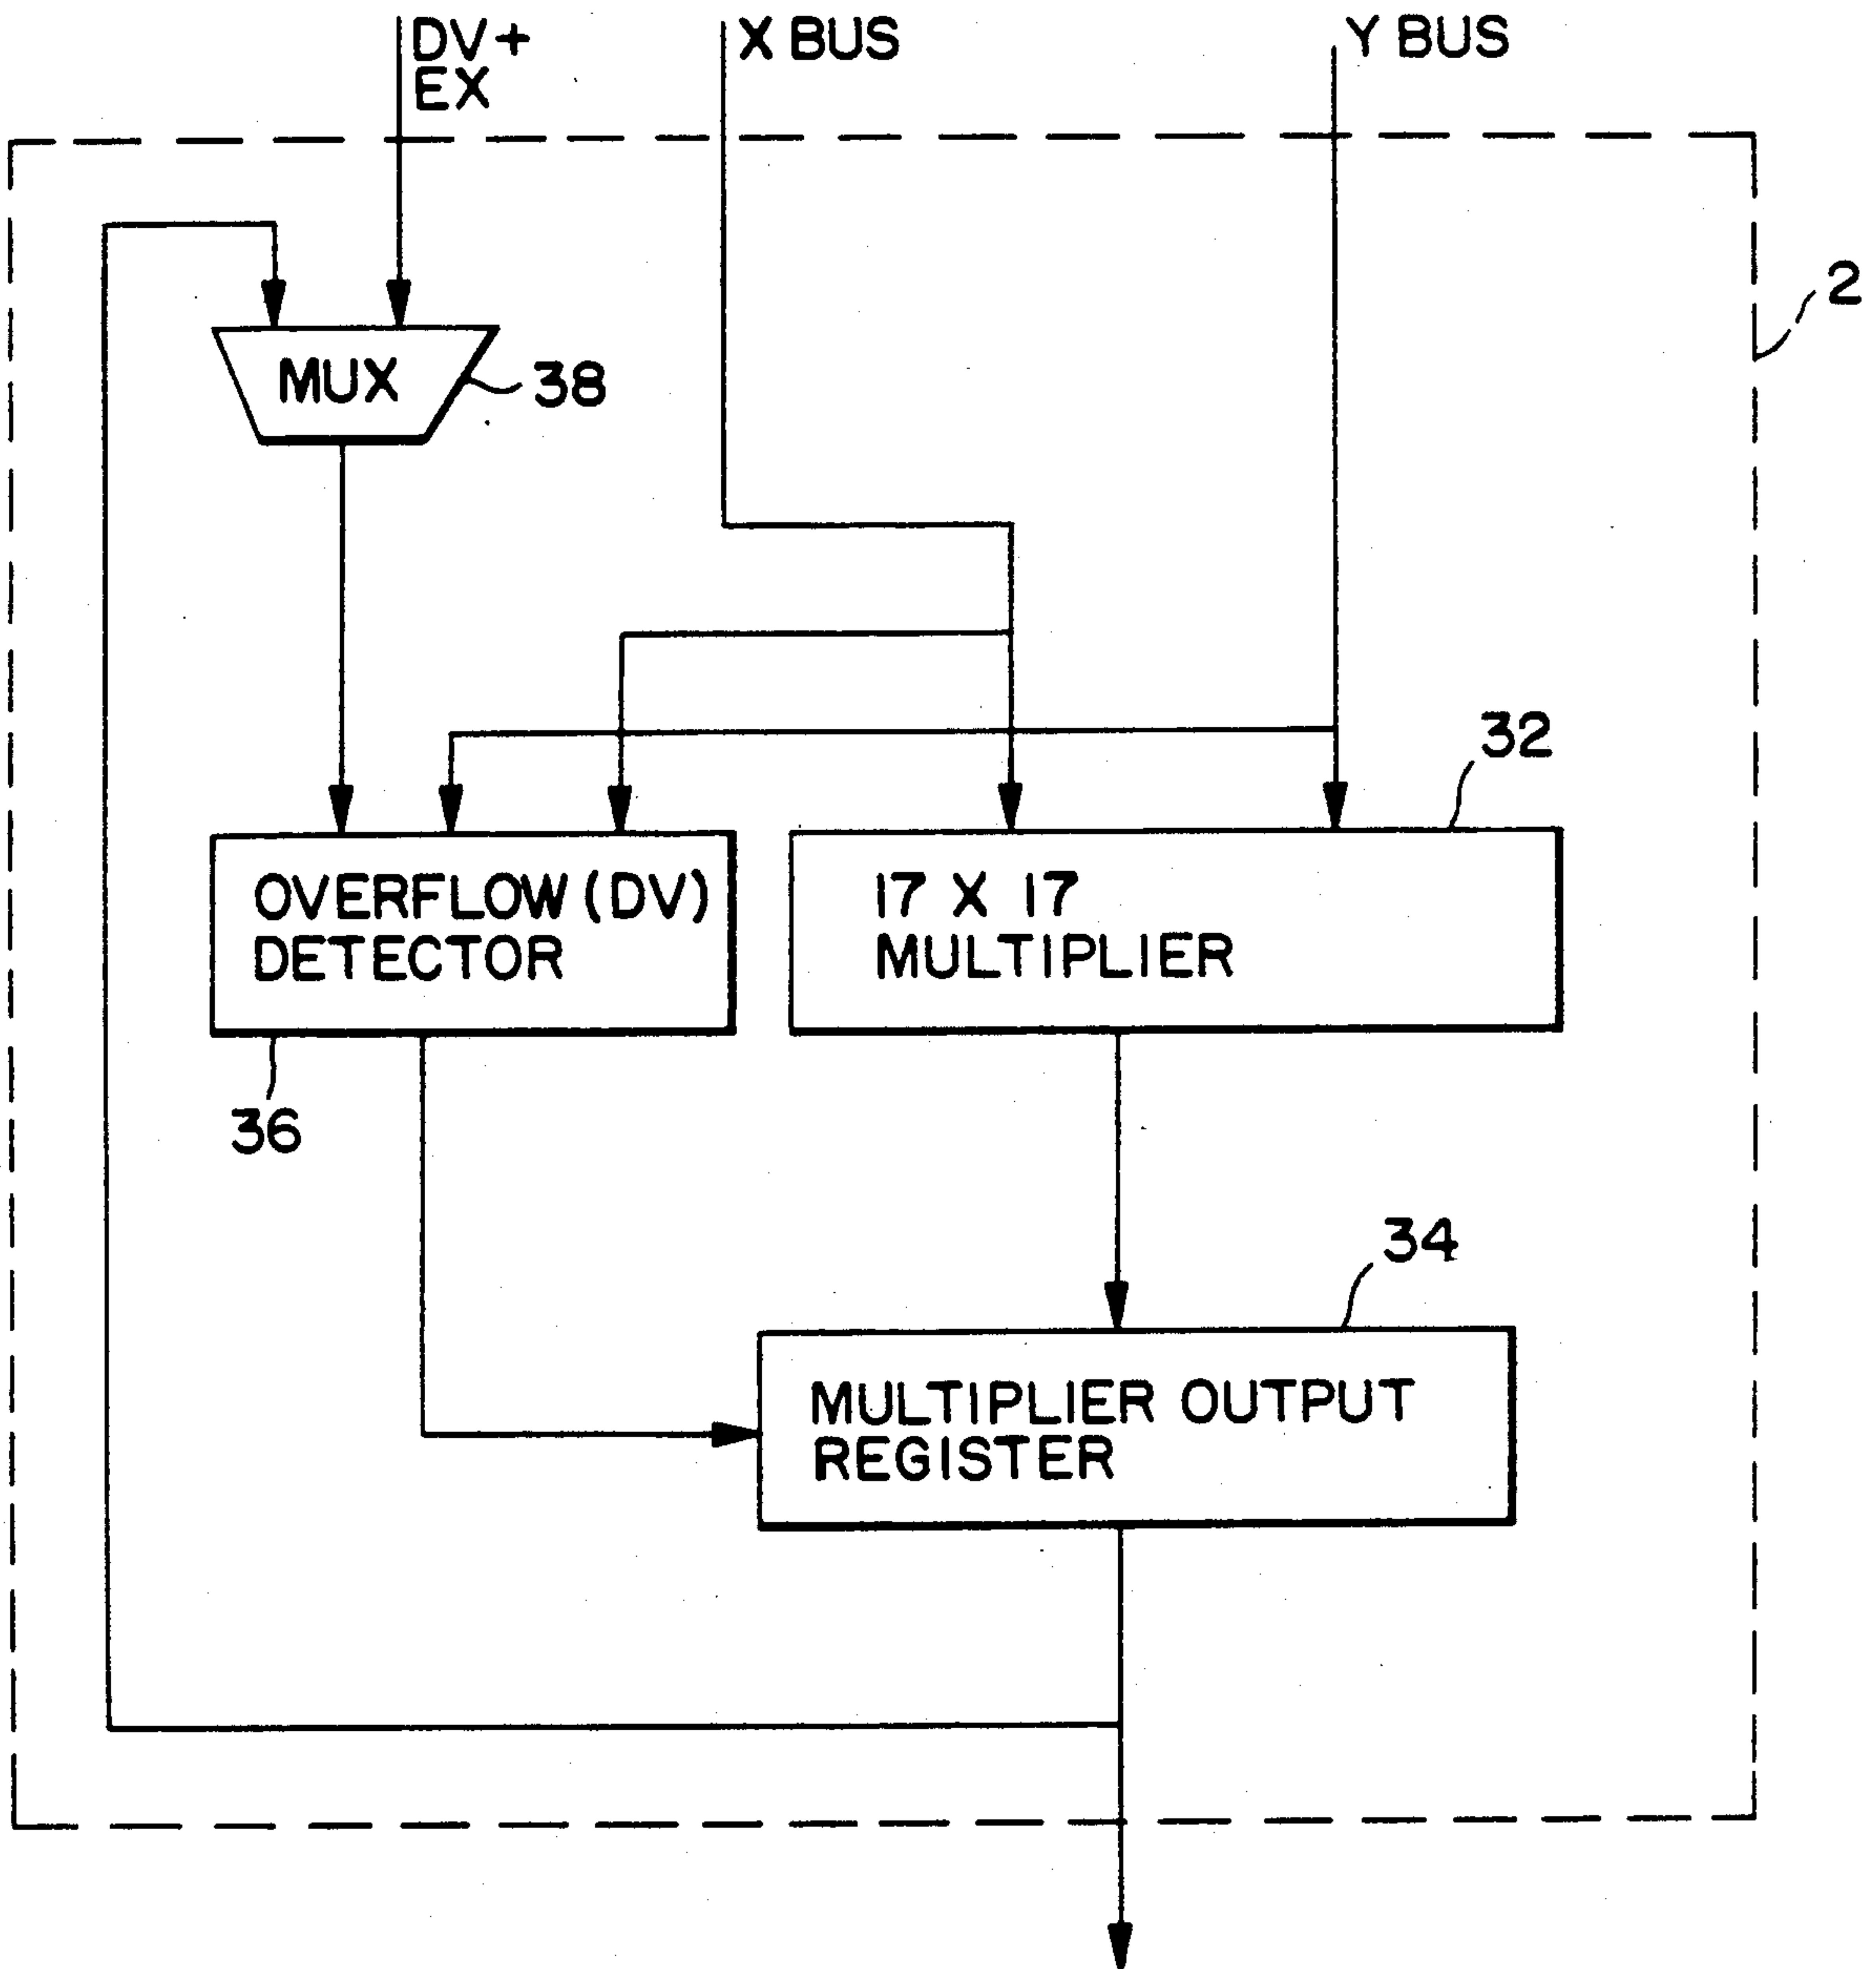 DV+
EX
X BUS
Y BUS
2
MUX
38
32
OVERFLOW (DV)
DETECTOR
17 X 17
MULTIPLIER
36
34
MULTIPLIER OUTPUT
REGISTER